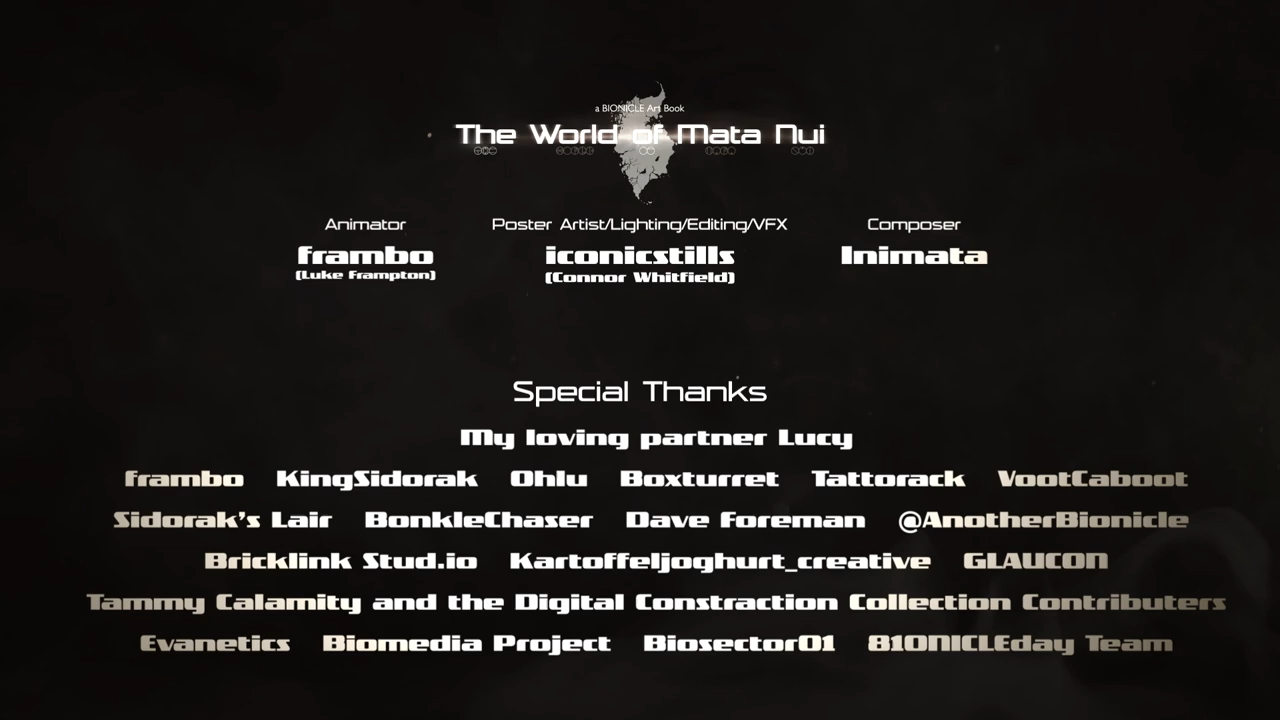 a BIONICLE Art Book
The World of Mata Nui
Animator Poster Artist/Lighting/Editing/VFX Composer
frambo iconicstills Inimata
(Luke Frampton) (Connor Whitfield)
Special Thanks
My loving partner Lucy
frambo KingSidorak Ohlu Boxturret Tattorack VootCaboot
Sidorak's Lair BonkleChaser Dave Foreman @AnotherBionicle
Bricklink Stud.io Kartoffeljoghurt_creative GLAUCON
Tammy Calamity and the Digital Constraction Collection Contributers
Evanetics Biomedia Project Biosector01 810NICLEday Team